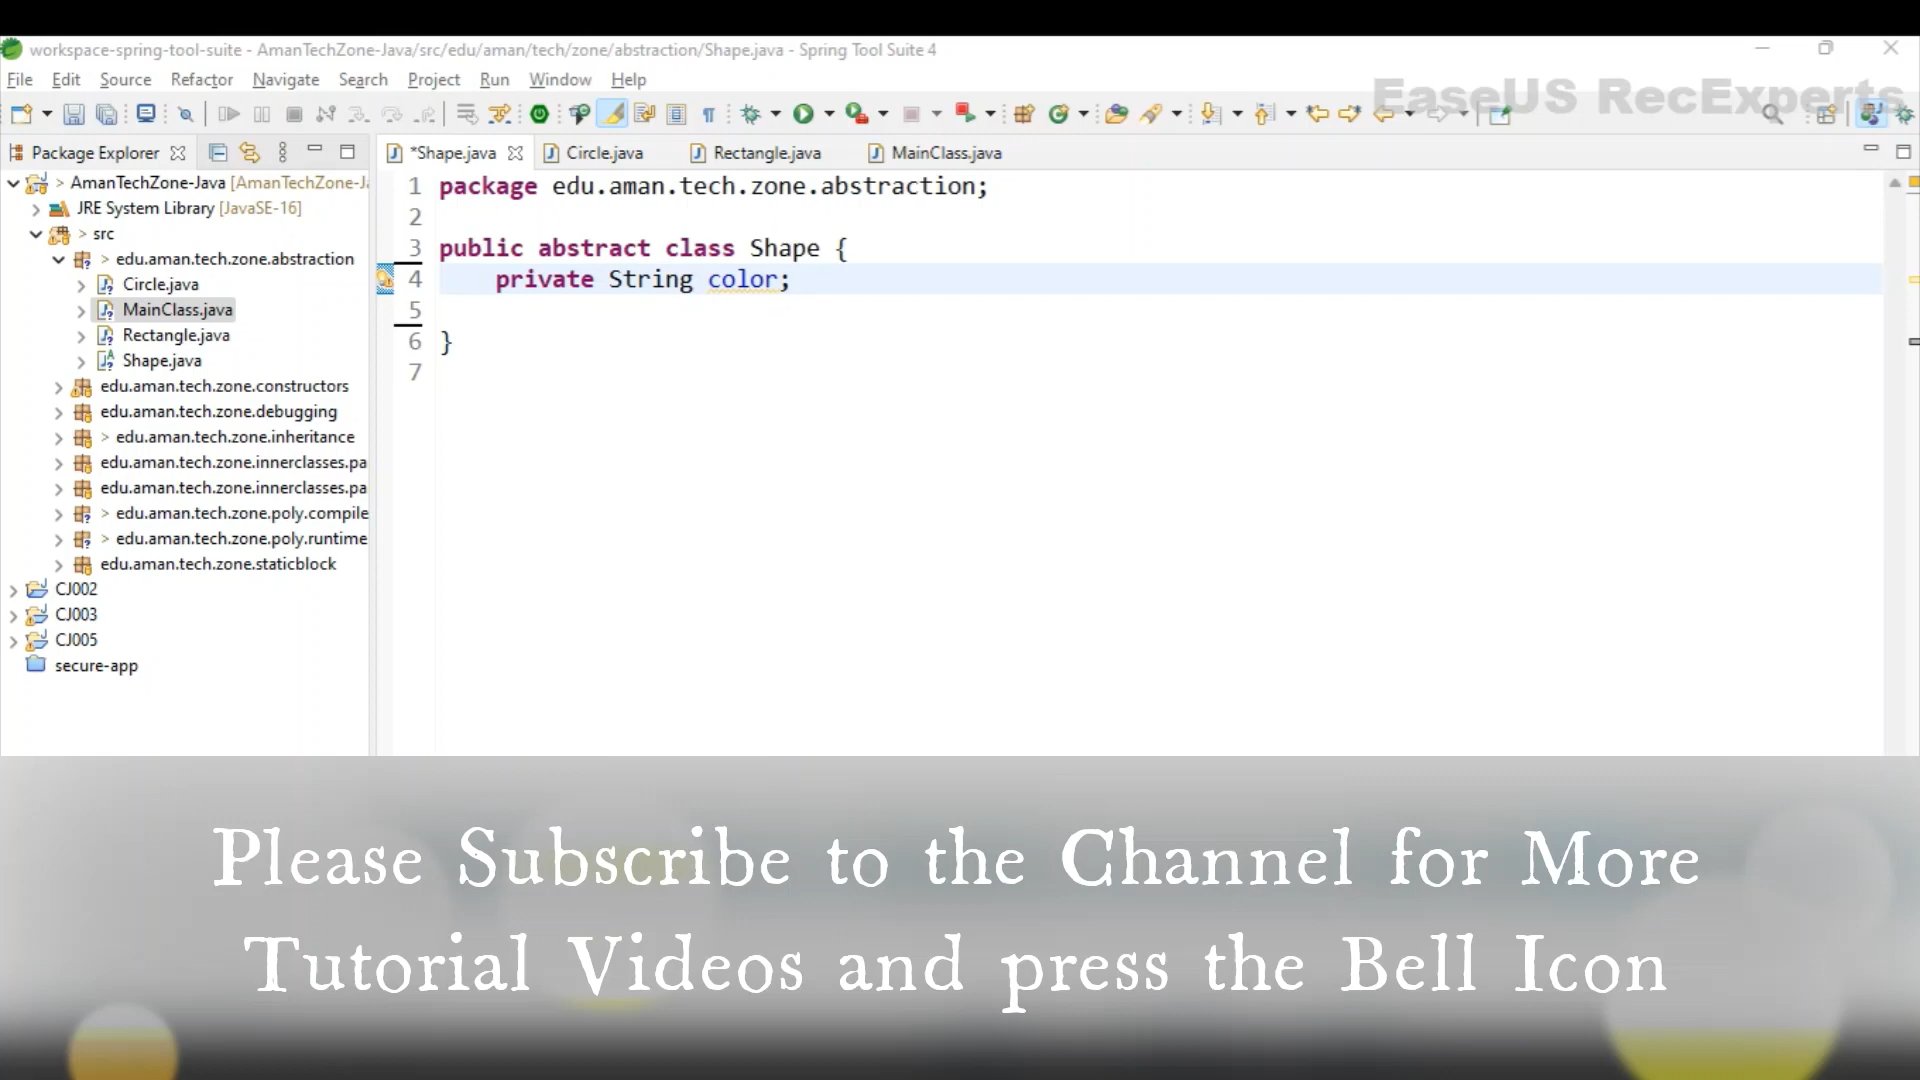 workspace-spring-tool-suite - AmanTechZone-Java/src/edu/aman/tech/zone/abstraction/Shape.java - Spring Tool Suite 4
File Edit Source Refactor Navigate Search Project Run Window Help
EaseUS RecExperts
Package Explorer
*Shape.java Circle.java Rectangle.java MainClass.java
> AmanTechZone-Java [AmanTechZone-J
JRE System Library [JavaSE-16]
> src
> edu.aman.tech.zone.abstraction
Circle.java
MainClass.java
Rectangle.java
Shape.java
edu.aman.tech.zone.constructors
edu.aman.tech.zone.debugging
> edu.aman.tech.zone.inheritance
edu.aman.tech.zone.innerclasses.pa
edu.aman.tech.zone.innerclasses.pa
> edu.aman.tech.zone.poly.compile
> edu.aman.tech.zone.poly.runtime
edu.aman.tech.zone.staticblock
CJ002
CJ003
CJ005
secure-app
1 package edu.aman.tech.zone.abstraction;
2
3 public abstract class Shape {
4 private String color;
5
6 }
7
Please Subscribe to the Channel for More
Tutorial Videos and press the Bell Icon